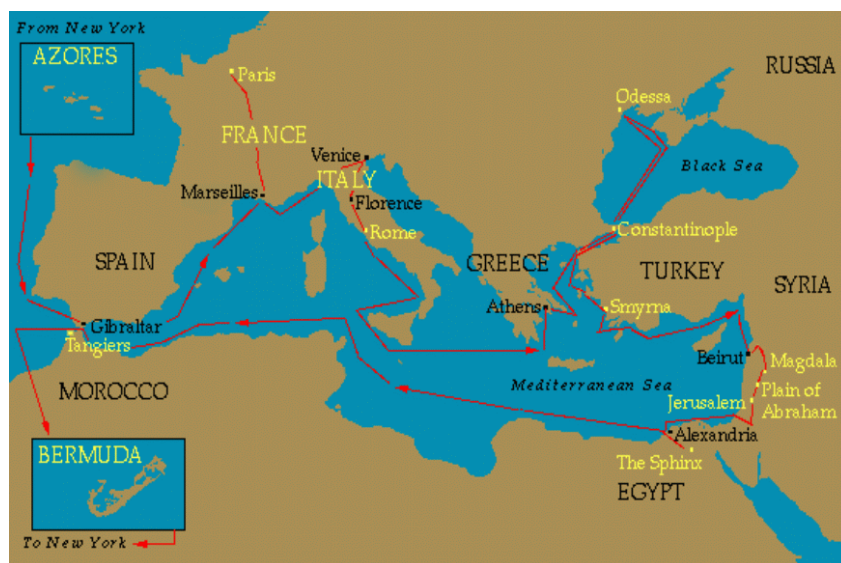 From New York
AZORES
RUSSIA
Paris
Odessa
FRANCE
Venice
Black Sea
ITALY
Marseilles
Florence
Rome
Constantinople
SPAIN
GREECE
TURKEY
SYRIA
Athens
Smyrna
Gibraltar
Tangiers
Beirut
Magdala
MOROCCO
Mediterranean Sea
Plain of
Abraham
Jerusalem
Alexandria
BERMUDA
The Sphinx
EGYPT
To New York